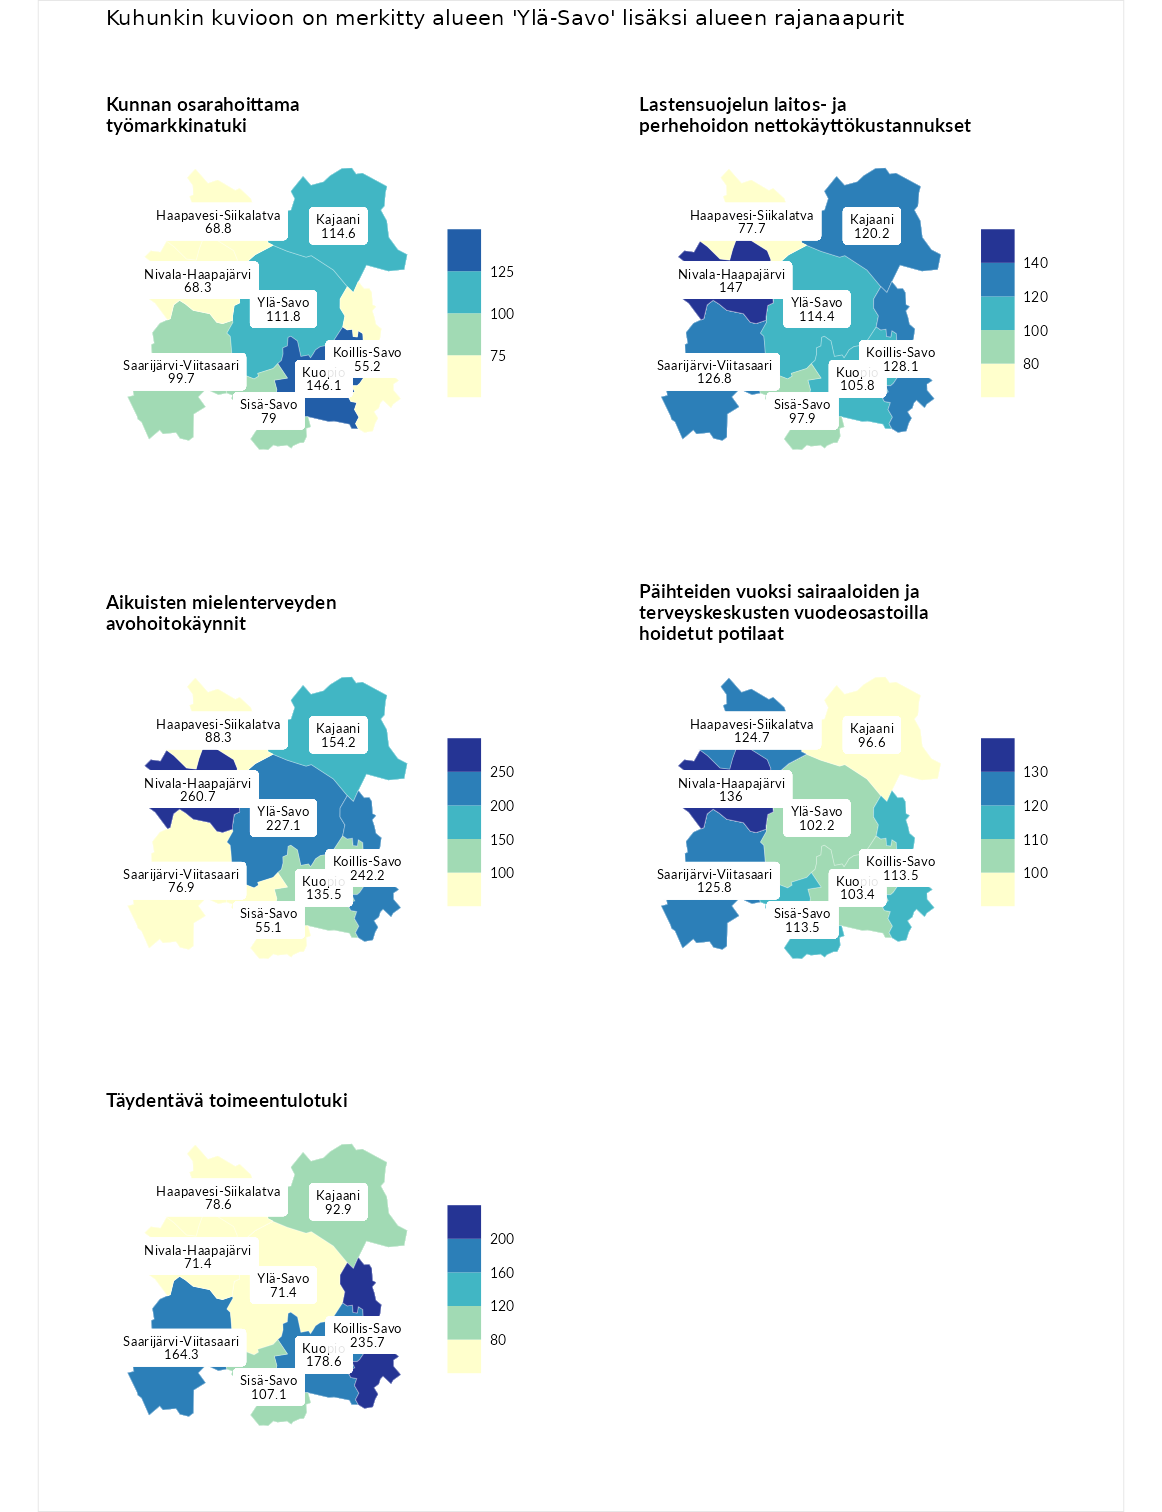 Kuhunkin kuvioon on merkitty alueen 'Ylä-Savo' lisäksi alueen rajanaapurit
Kunnan osarahoittama
työmarkkinatuki
Haapavesi-Siikalatva
68.8
Kajaani
114.6
Nivala-Haapajärvi
68.3
Ylä-Savo
111.8
Koillis-Savo
55.2
Saarijärvi-Viitasaari
99.7
Kuopio
146.1
Sisä-Savo
79
125
100
75
Lastensuojelun laitos- ja
perhehoidon nettokäyttökustannukset
Haapavesi-Siikalatva
77.7
Kajaani
120.2
Nivala-Haapajärvi
147
Ylä-Savo
114.4
Koillis-Savo
128.1
Saarijärvi-Viitasaari
126.8
Kuopio
105.8
Sisä-Savo
97.9
140
120
100
80
Aikuisten mielenterveyden
avohoitokäynnit
Haapavesi-Siikalatva
88.3
Kajaani
154.2
Nivala-Haapajärvi
260.7
Ylä-Savo
227.1
Koillis-Savo
242.2
Saarijärvi-Viitasaari
76.9
Kuopio
135.5
Sisä-Savo
55.1
250
200
150
100
Päihteiden vuoksi sairaaloiden ja
terveyskeskusten vuodeosastoilla
hoidetut potilaat
Haapavesi-Siikalatva
124.7
Kajaani
96.6
Nivala-Haapajärvi
136
Ylä-Savo
102.2
Koillis-Savo
113.5
Saarijärvi-Viitasaari
125.8
Kuopio
103.4
Sisä-Savo
113.5
130
120
110
100
Täydentävä toimeentulotuki
Haapavesi-Siikalatva
78.6
Kajaani
92.9
Nivala-Haapajärvi
71.4
Ylä-Savo
71.4
Koillis-Savo
235.7
Saarijärvi-Viitasaari
164.3
Kuopio
178.6
Sisä-Savo
107.1
200
160
120
80